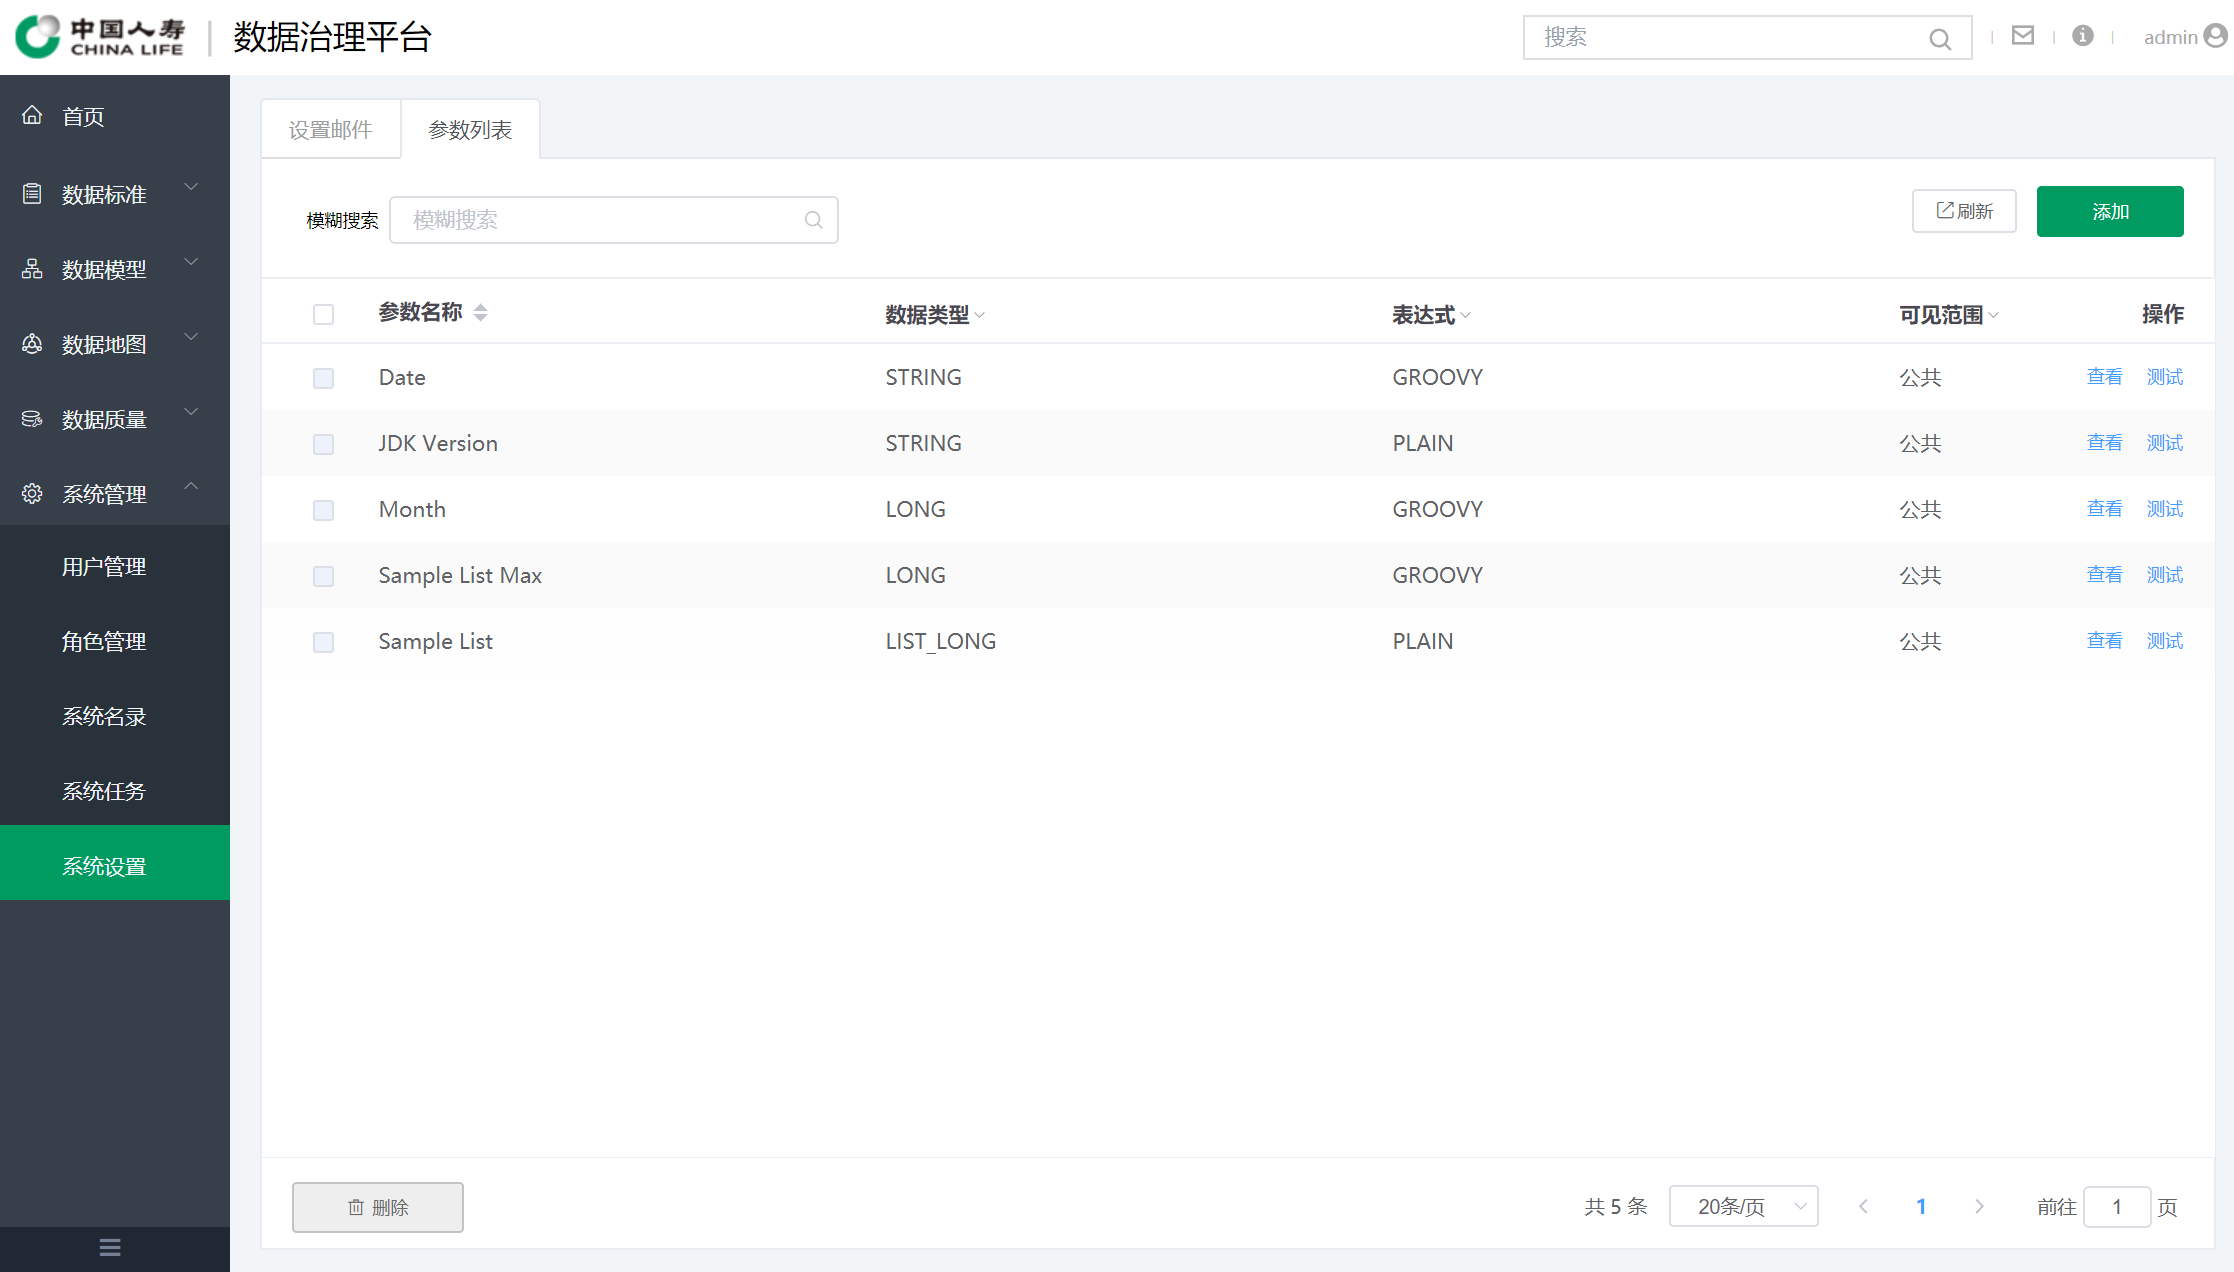 中国人寿
CHINA LIFE
数据治理平台
搜索
admin
首页
数据标准
数据模型
数据地图
数据质量
系统管理
用户管理
角色管理
系统名录
系统任务
系统设置
设置邮件 参数列表
模糊搜索 模糊搜索 刷新 添加
参数名称 数据类型 表达式 可见范围 操作
Date STRING GROOVY 公共 查看 测试
JDK Version STRING PLAIN 公共 查看 测试
Month LONG GROOVY 公共 查看 测试
Sample List Max LONG GROOVY 公共 查看 测试
Sample List LIST_LONG PLAIN 公共 查看 测试
删除 共 5 条 20条/页 1 前往 1 页